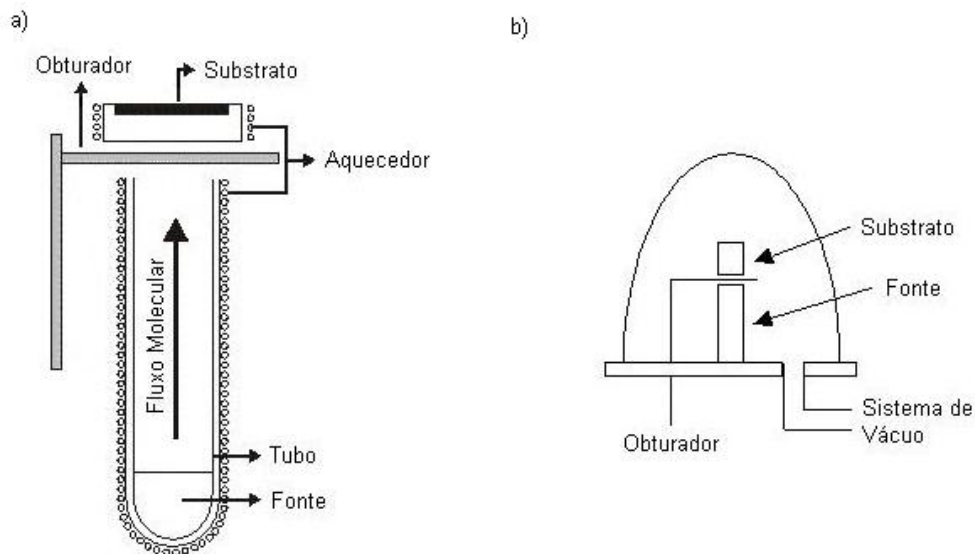 a)
Obturador
Substrato
Aquecedor
Fluxo Molecular
Tubo
Fonte
b)
Substrato
Fonte
Obturador
Sistema de
Vácuo